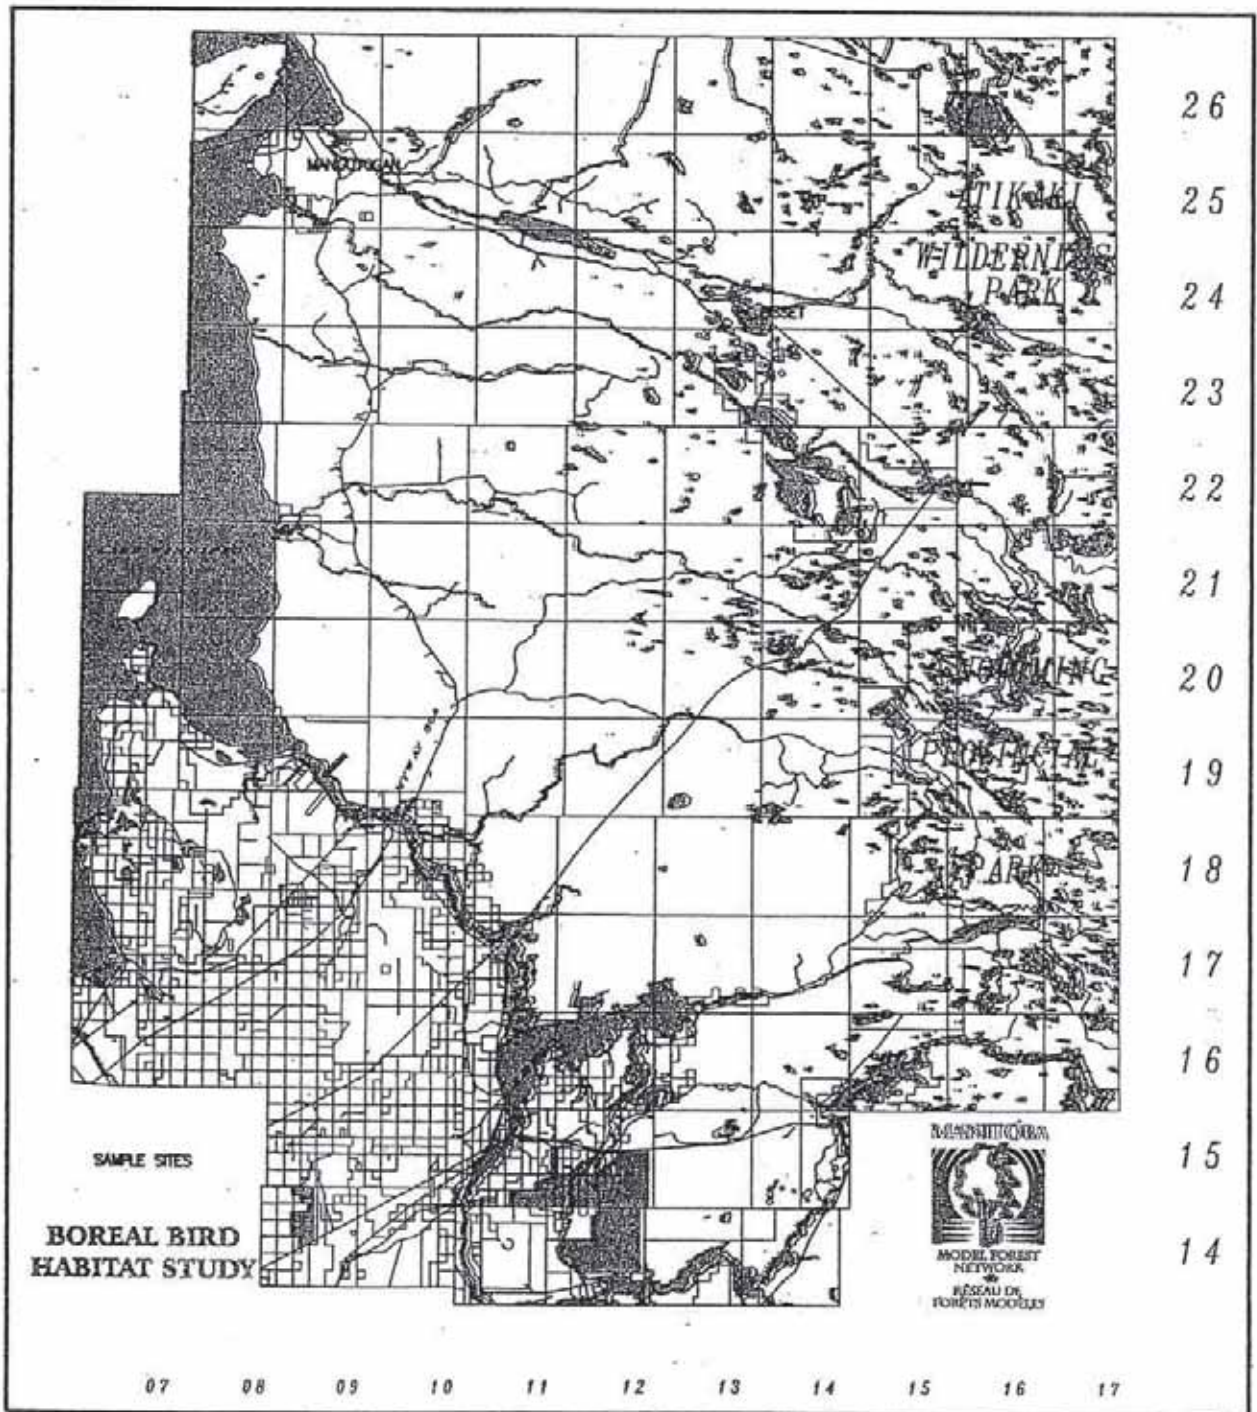 26
25
24
23
22
21
20
19
18
17
16
15
14
ATIKAKI
WILDERNESS
PARK
BISSET
PROVINCIAL
PARK
MANITOBA
MODEL FOREST
NETWORK
RÉSEAU DE
FORÊTS MODÈLES
SAMPLE SITES
BOREAL BIRD
HABITAT STUDY
07 08 09 10 11 12 13 14 15 16 17